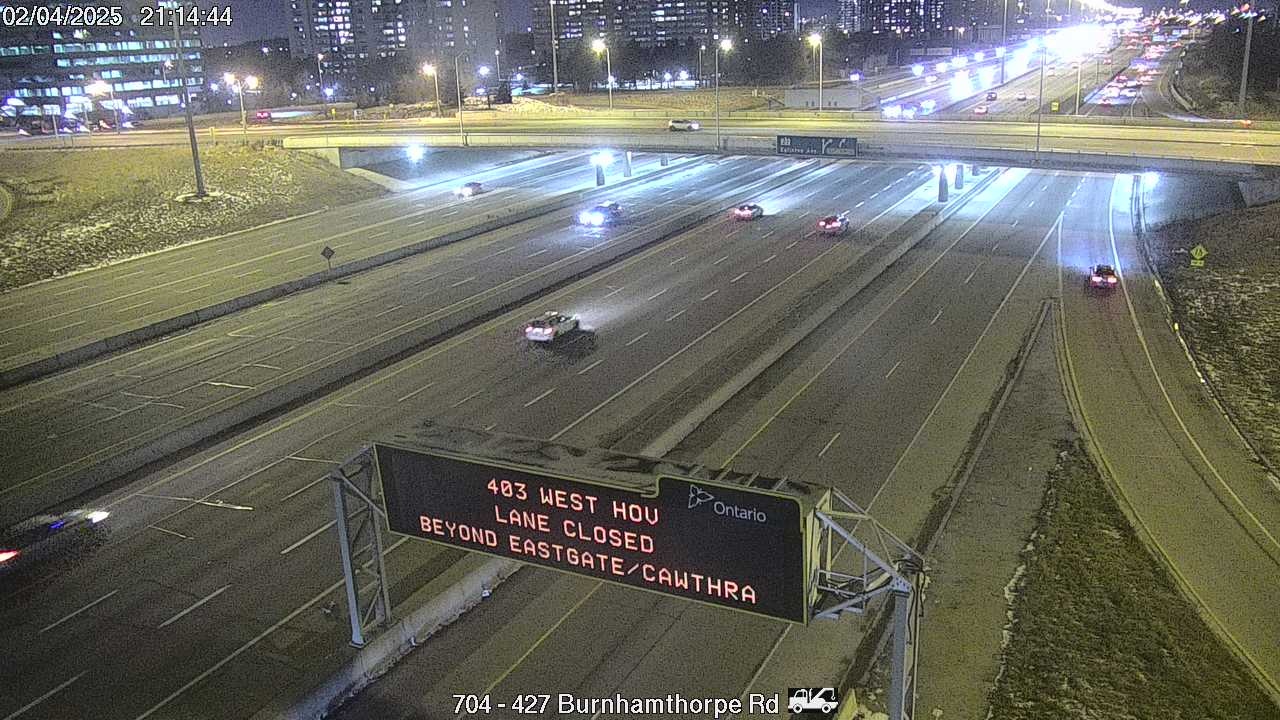 02/04/2025 21:14:44
403 WEST HOV
LANE CLOSED
BEYOND EASTGATE/CAWTHRA
Ontario
704 - 427 Burnhamthorpe Rd